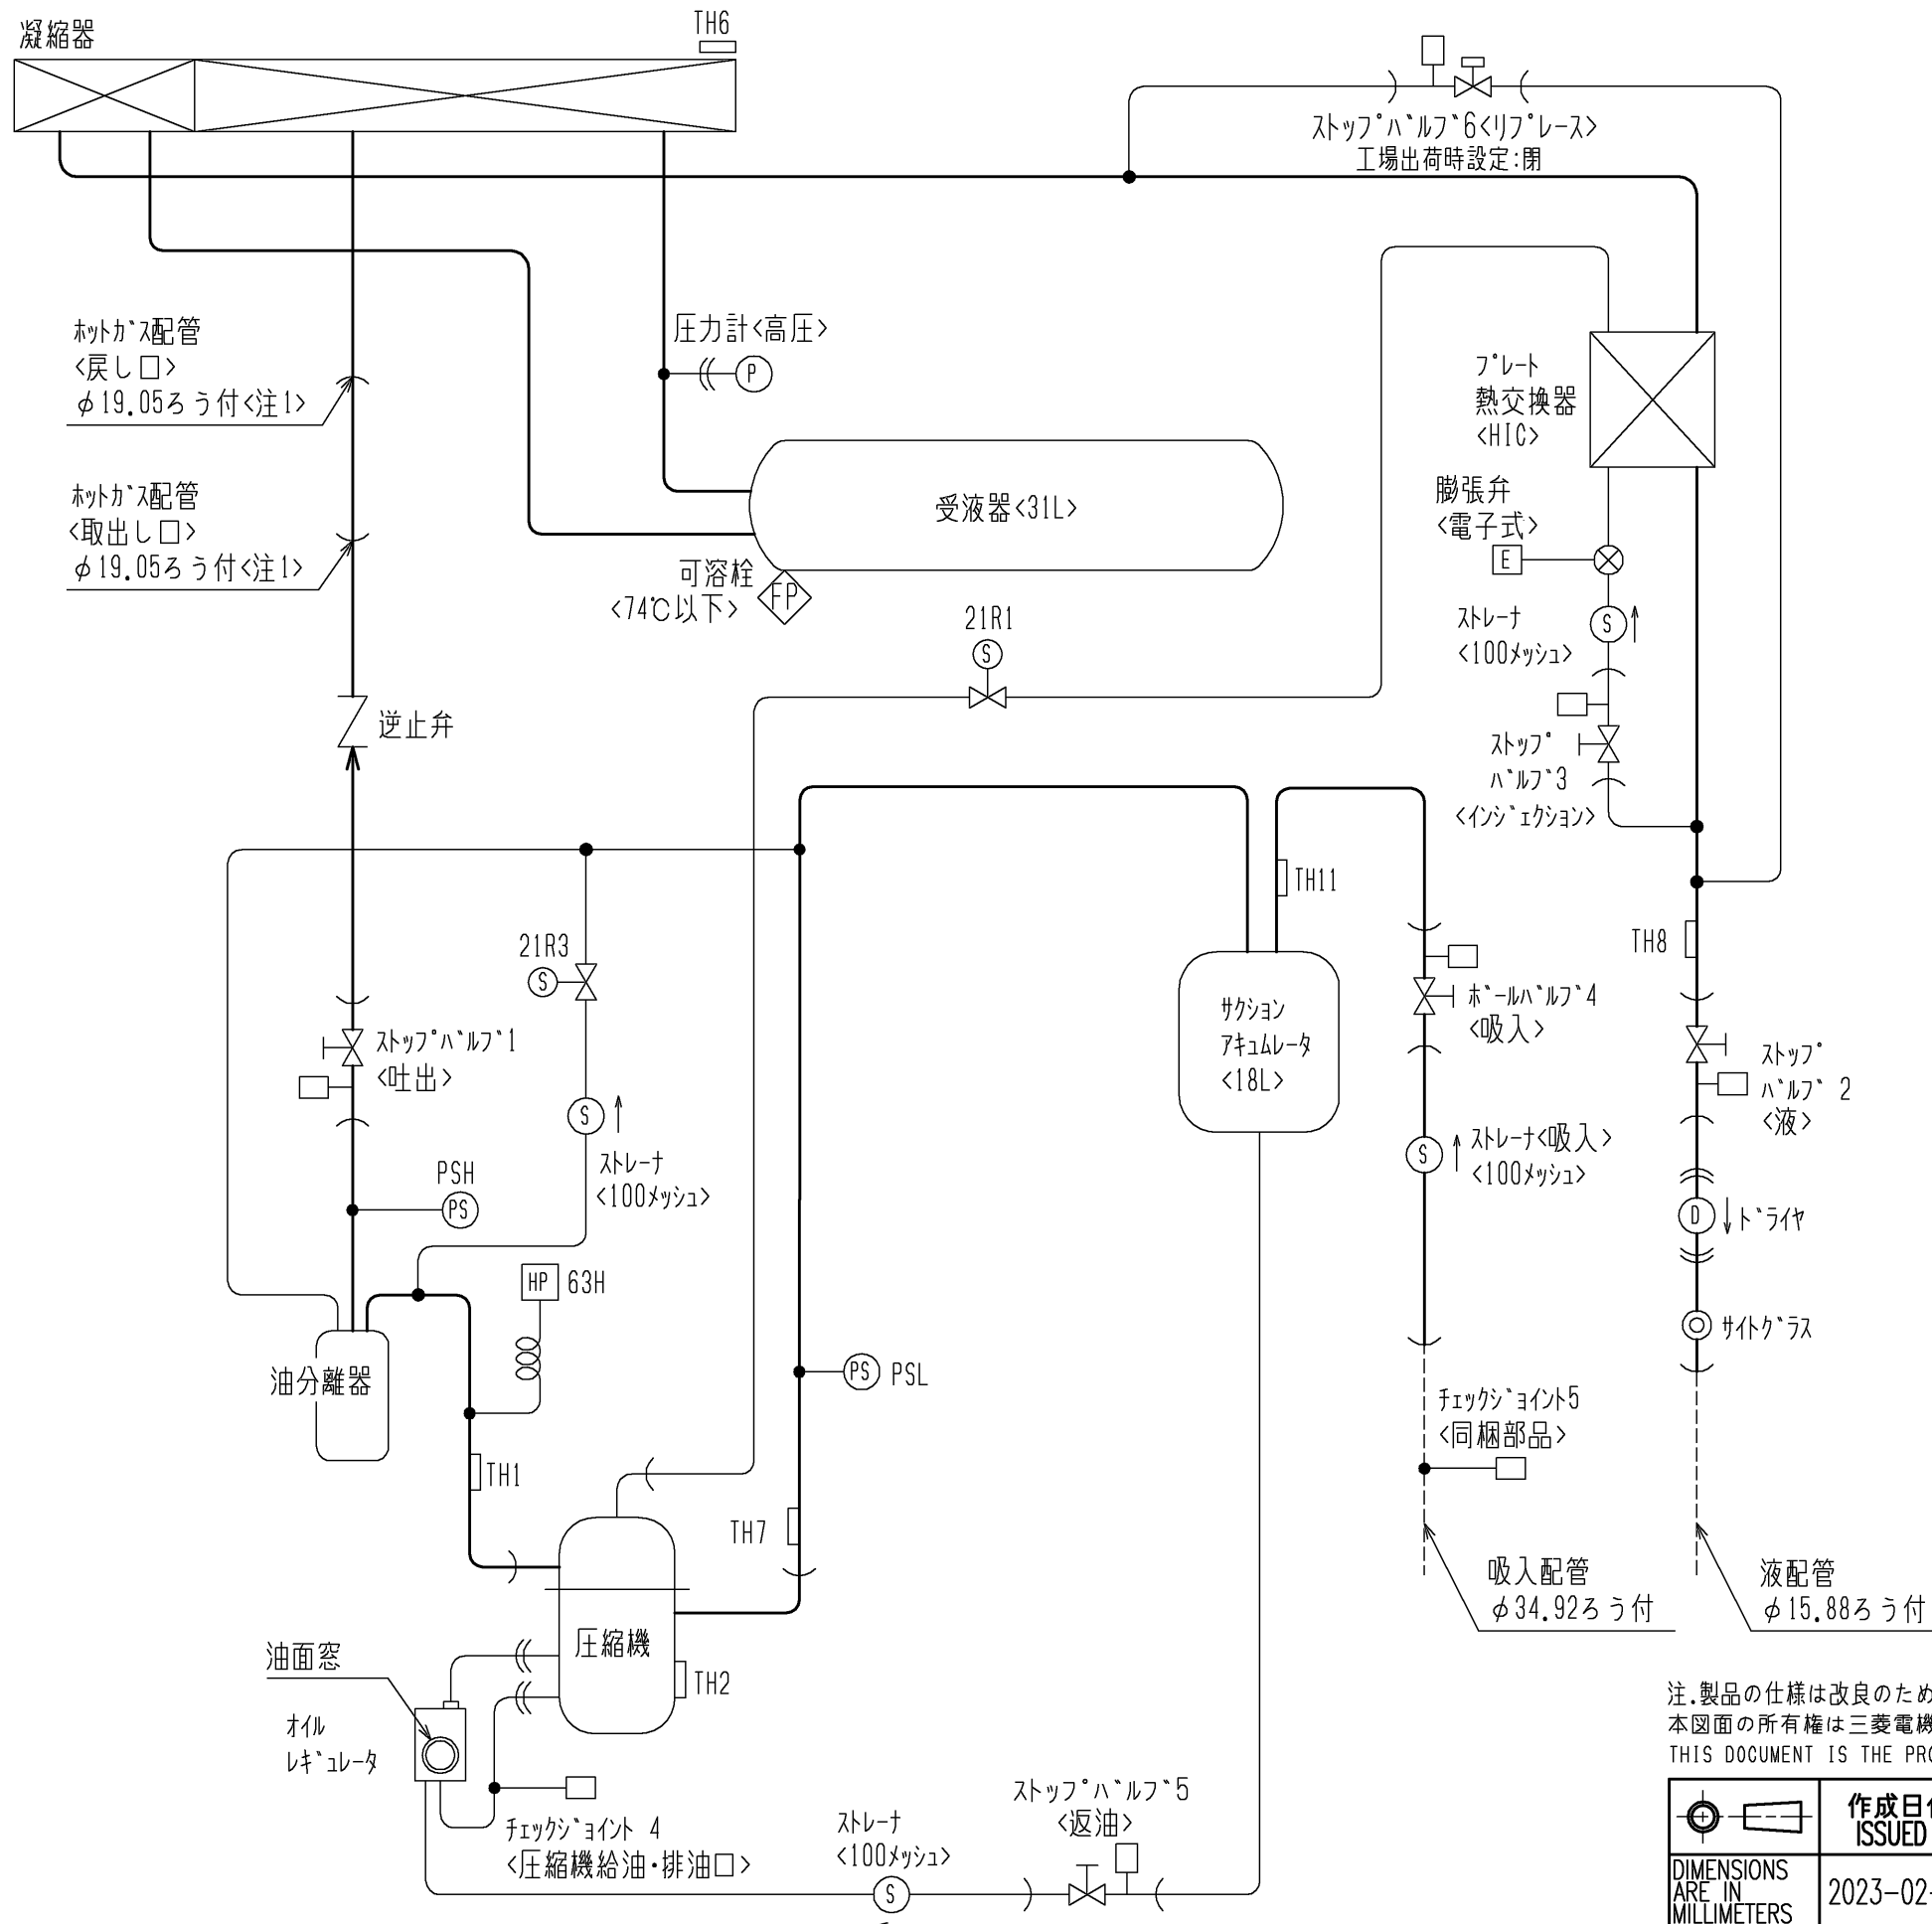 凝縮器
TH6
ストップバルブ6<リプレース>
工場出荷時設定:閉
ホットガス配管
<戻し口>
φ19.05ろう付<注1>
圧力計<高圧>
P
プレート
熱交換器
<HIC>
ホットガス配管
<取出し口>
φ19.05ろう付<注1>
受液器<31L>
膨張弁
<電子式>
E
可溶栓
<74℃以下>
FP
21R1
S
ストレーナ
<100メッシュ>
S
逆止弁
ストップ
バルブ3
<インジェクション>
TH11
21R3
S
TH8
サクション
アキュムレータ
<18L>
ボールバルブ4
<吸入>
ストップバルブ1
<吐出>
ストップ
バルブ 2
<液>
S
ストレーナ
<100メッシュ>
S
ストレーナ<吸入>
<100メッシュ>
PSH
PS
D
ドライヤ
HP
63H
サイトグラス
油分離器
PS
PSL
チェックジョイント5
<同梱部品>
TH1
TH7
吸入配管
φ34.92ろう付
液配管
φ15.88ろう付
圧縮機
油面窓
TH2
オイル
レギュレータ
チェックジョイント 4
<圧縮機給油・排油口>
ストレーナ
<100メッシュ>
S
ストップバルブ5
<返油>
注.製品の仕様は改良のため
本図面の所有権は三菱電機
THIS DOCUMENT IS THE PRO
作成日
ISSUED
DIMENSIONS
ARE IN
MILLIMETERS
2023-02-